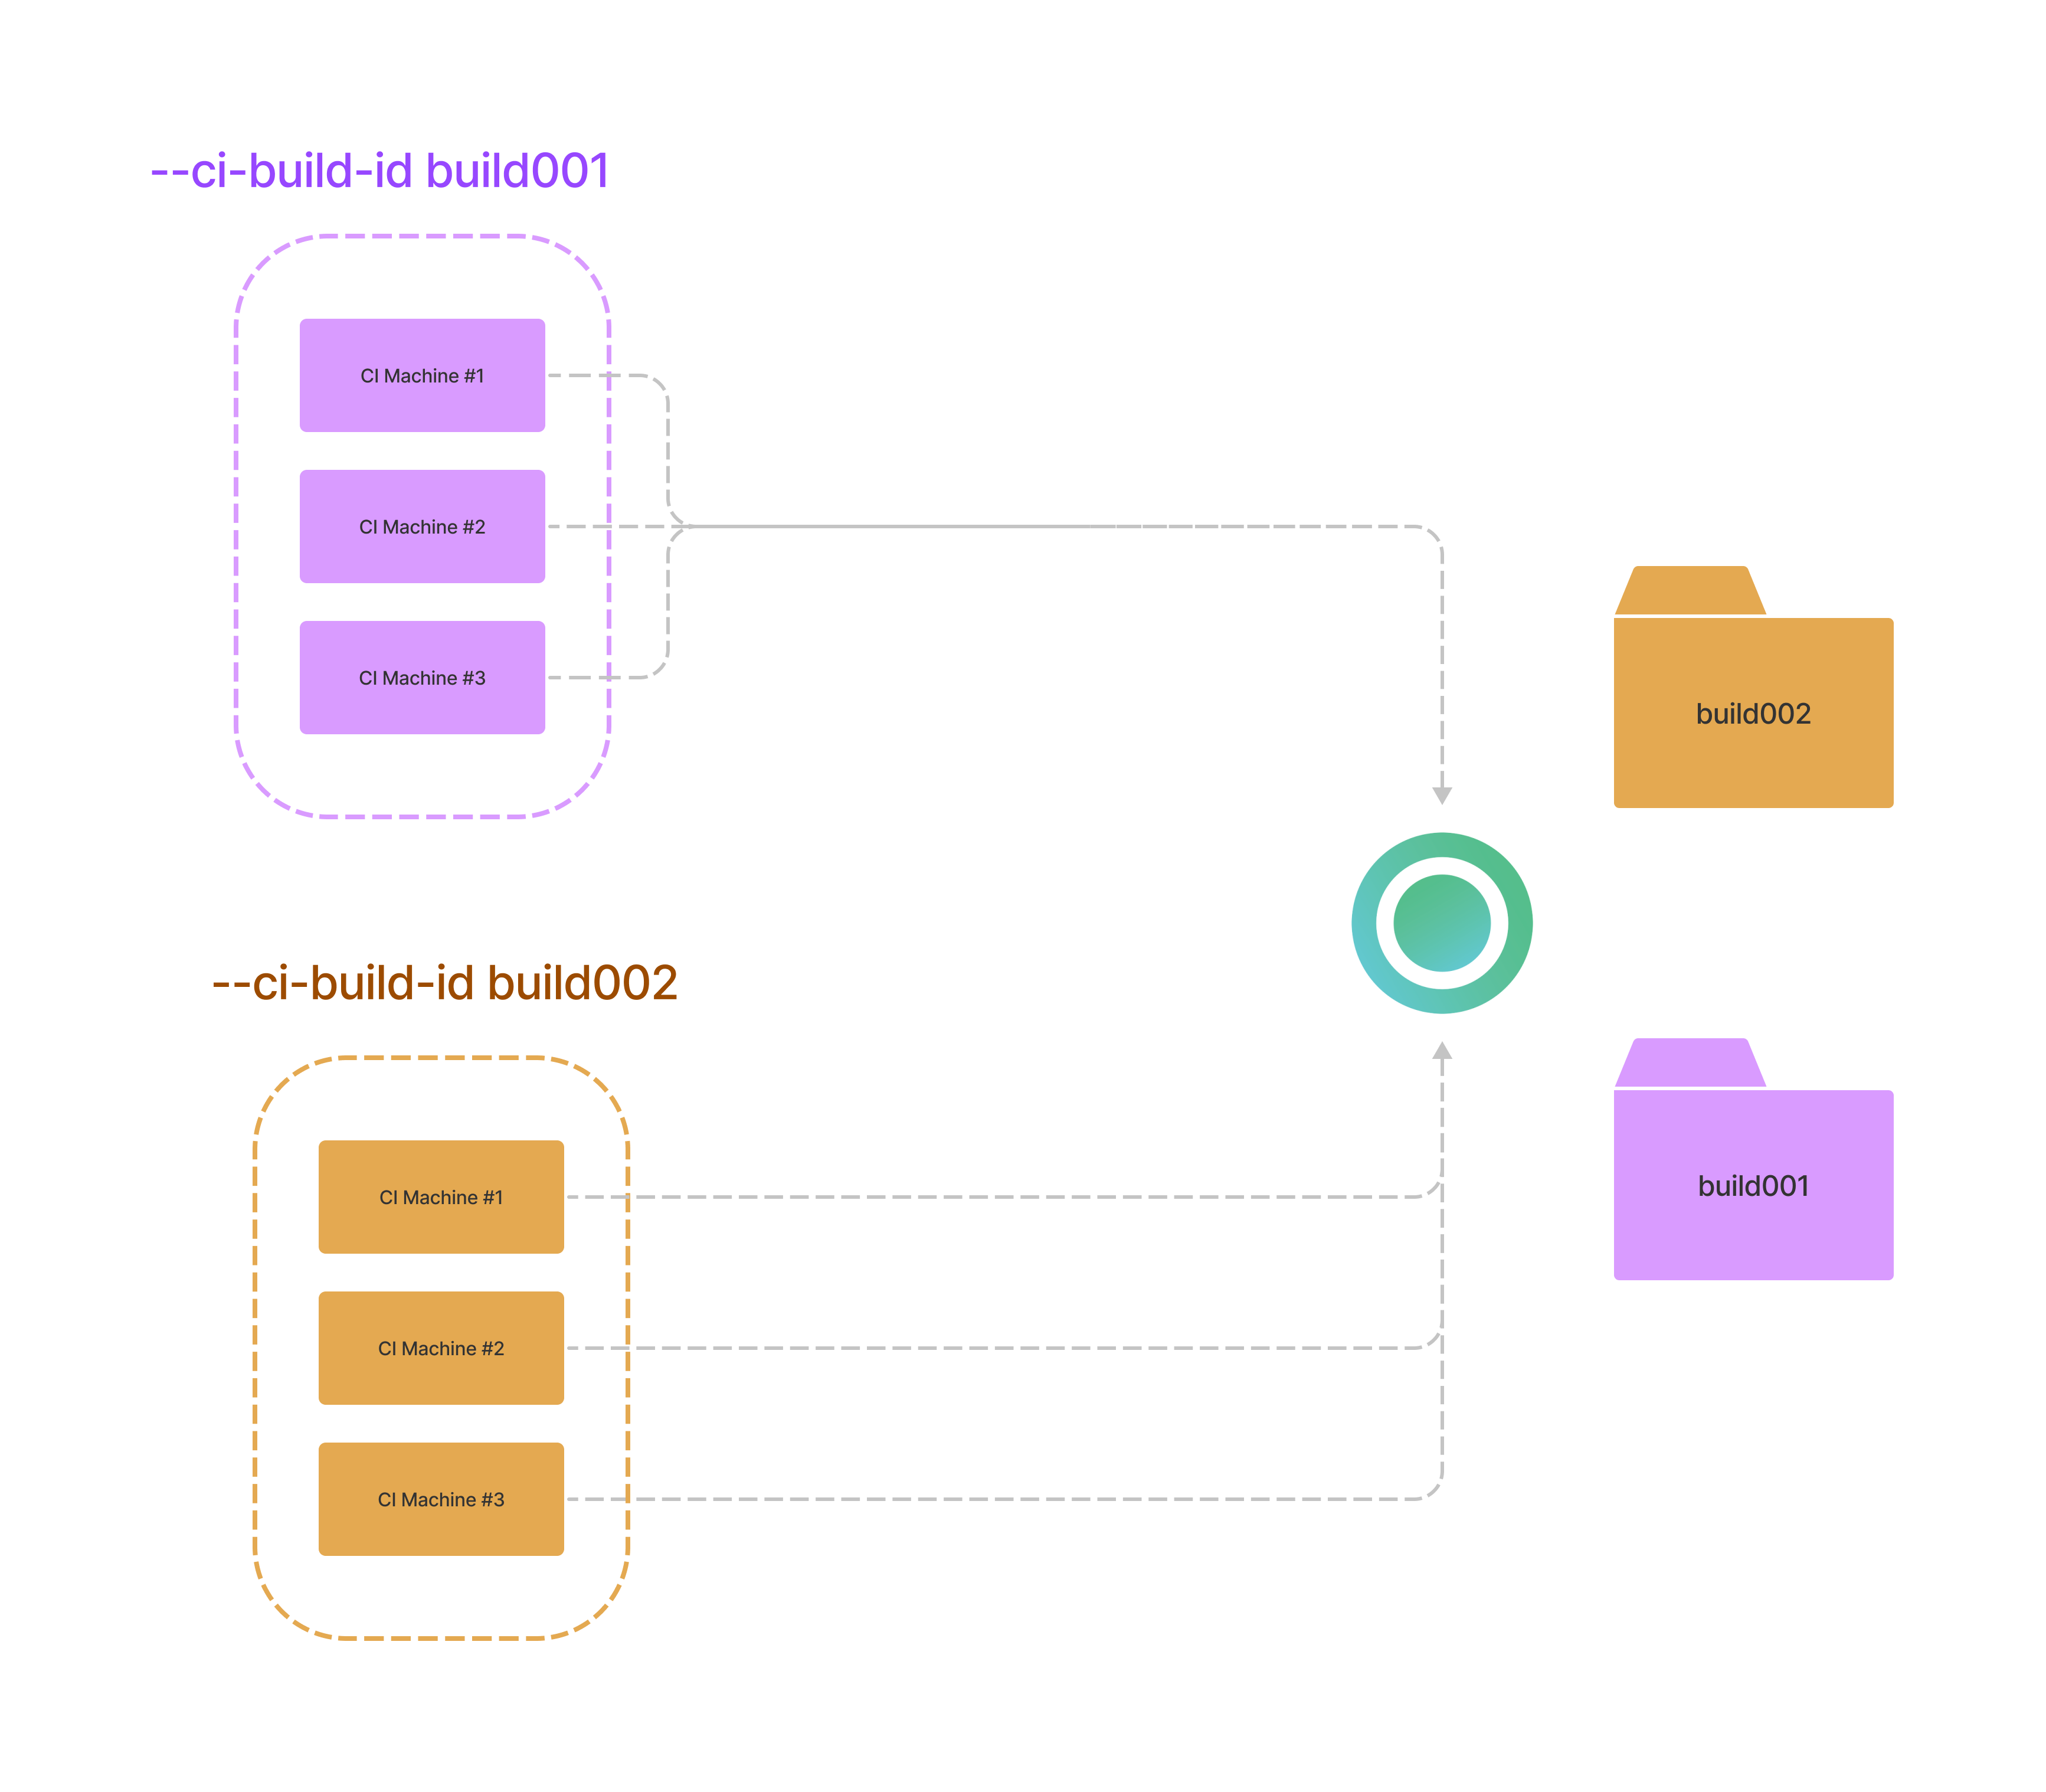 --ci-build-id build001
CI Machine #1
CI Machine #2
CI Machine #3
build002
--ci-build-id build002
build001
CI Machine #1
CI Machine #2
CI Machine #3